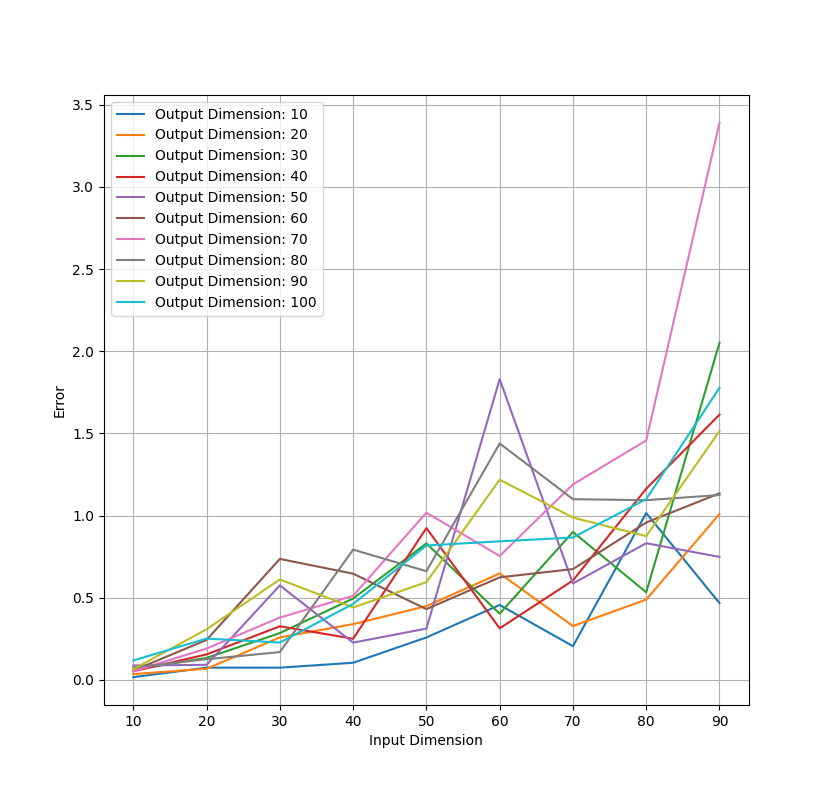 3.5
3.0
2.5
2.0
1.5
1.0
0.5
0.0
Error
Output Dimension: 10
Output Dimension: 20
Output Dimension: 30
Output Dimension: 40
Output Dimension: 50
Output Dimension: 60
Output Dimension: 70
Output Dimension: 80
Output Dimension: 90
Output Dimension: 100
10 20 30 40 50 60 70 80 90
Input Dimension